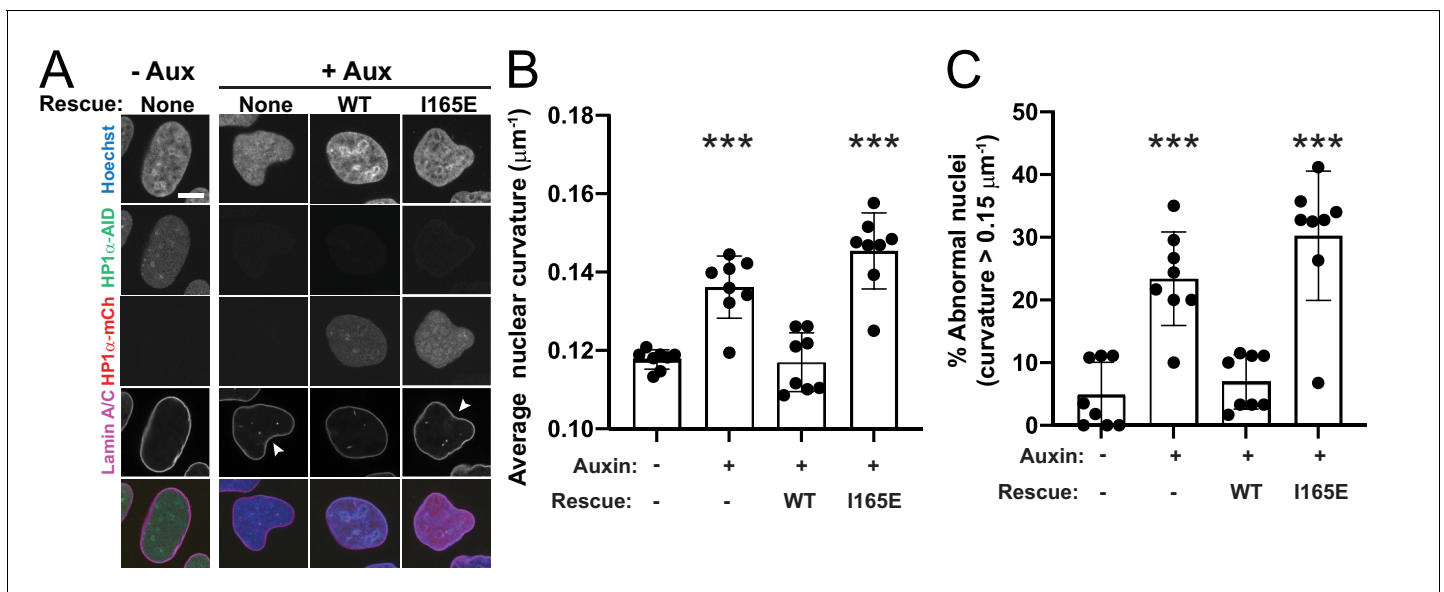 A
- Aux
+ Aux
Rescue: None None WT I165E
Hoechst
HP1α-AID
HP1α-mCh
Lamin A/C
B
Average nuclear curvature (μm-1)
0.18
0.16
0.14
0.12
0.10
*** ***
Auxin: - + + +
Rescue: - - WT I165E
C
% Abnormal nuclei
(curvature > 0.15 μm-1)
50
40
30
20
10
0
*** ***
Auxin: - + + +
Rescue: - - WT I165E